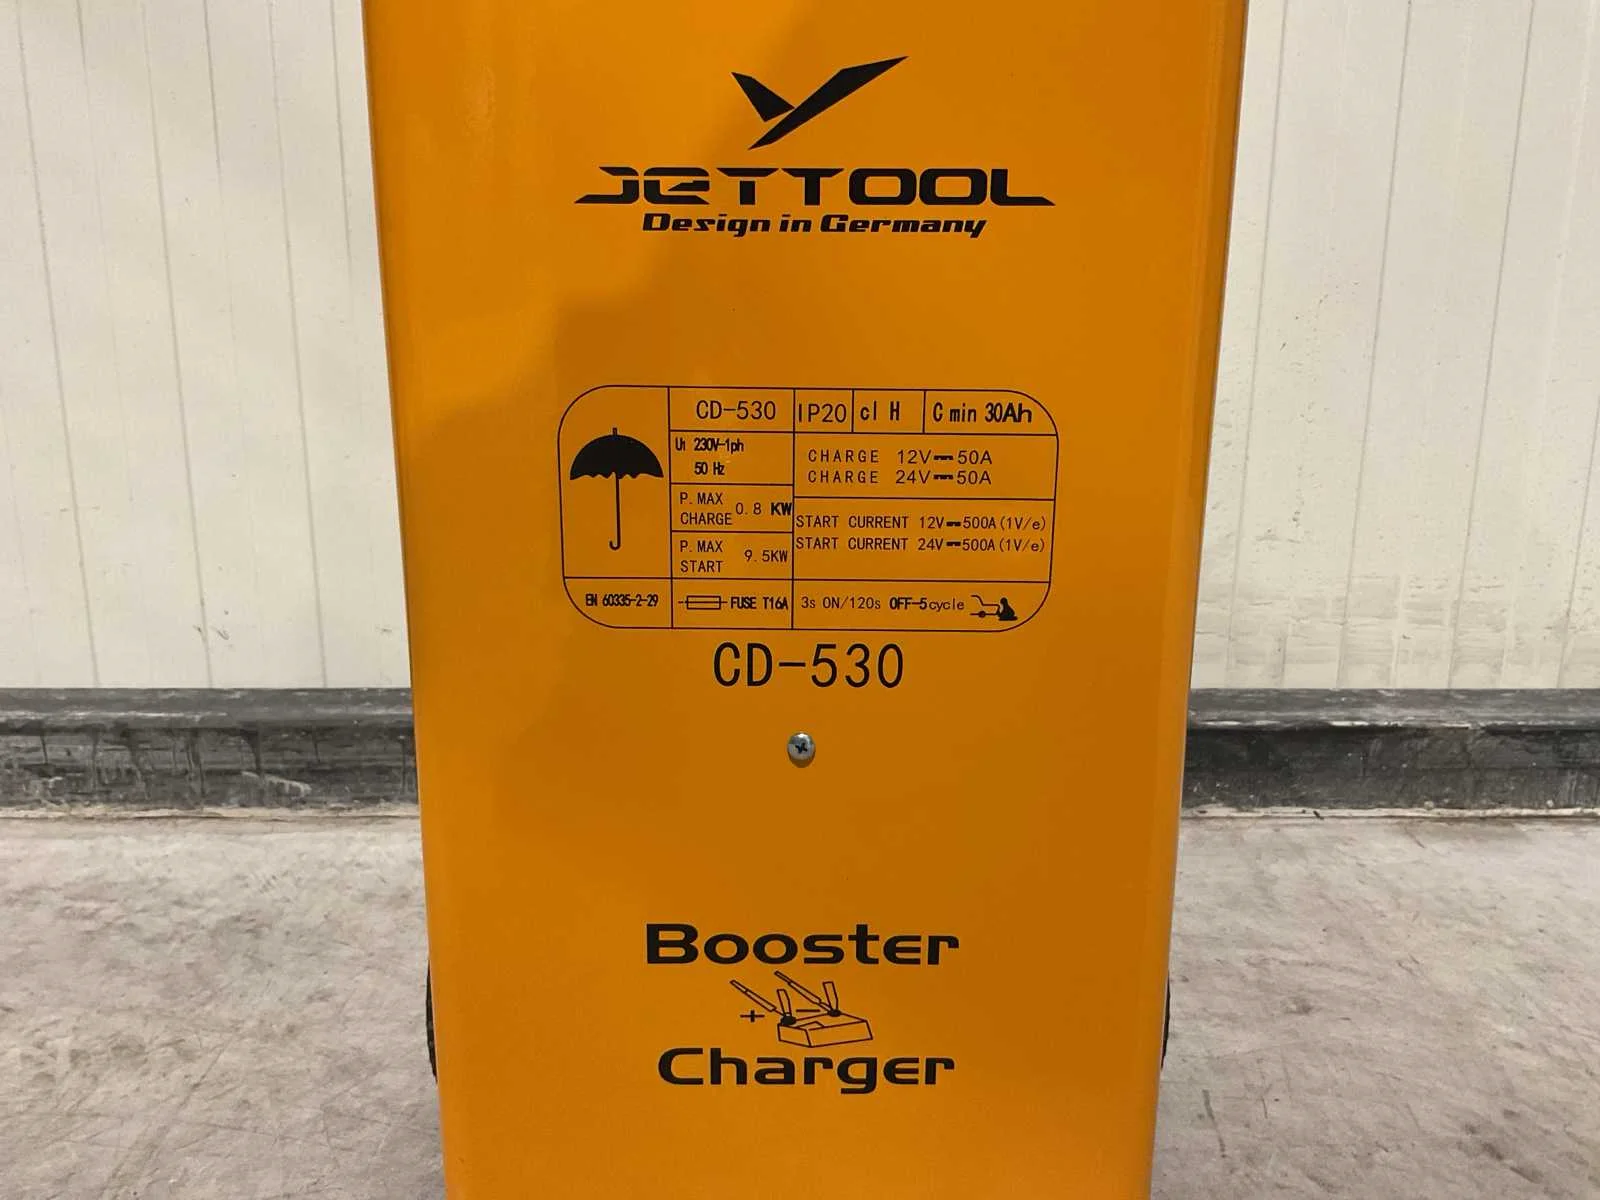 JETTOOL
Design in Germany
CD-530 IP20 cl H C min 30Ah
U1 230V~1ph
50 Hz
CHARGE 12V⎓50A
CHARGE 24V⎓50A
P. MAX
CHARGE 0.8 KW
START CURRENT 12V⎓500A(1V/e)
START CURRENT 24V⎓500A(1V/e)
P. MAX
START 9.5KW
EN 60335-2-29 FUSE T16A 3s ON/120s OFF-5cycle
CD-530
Booster
+ −
Charger